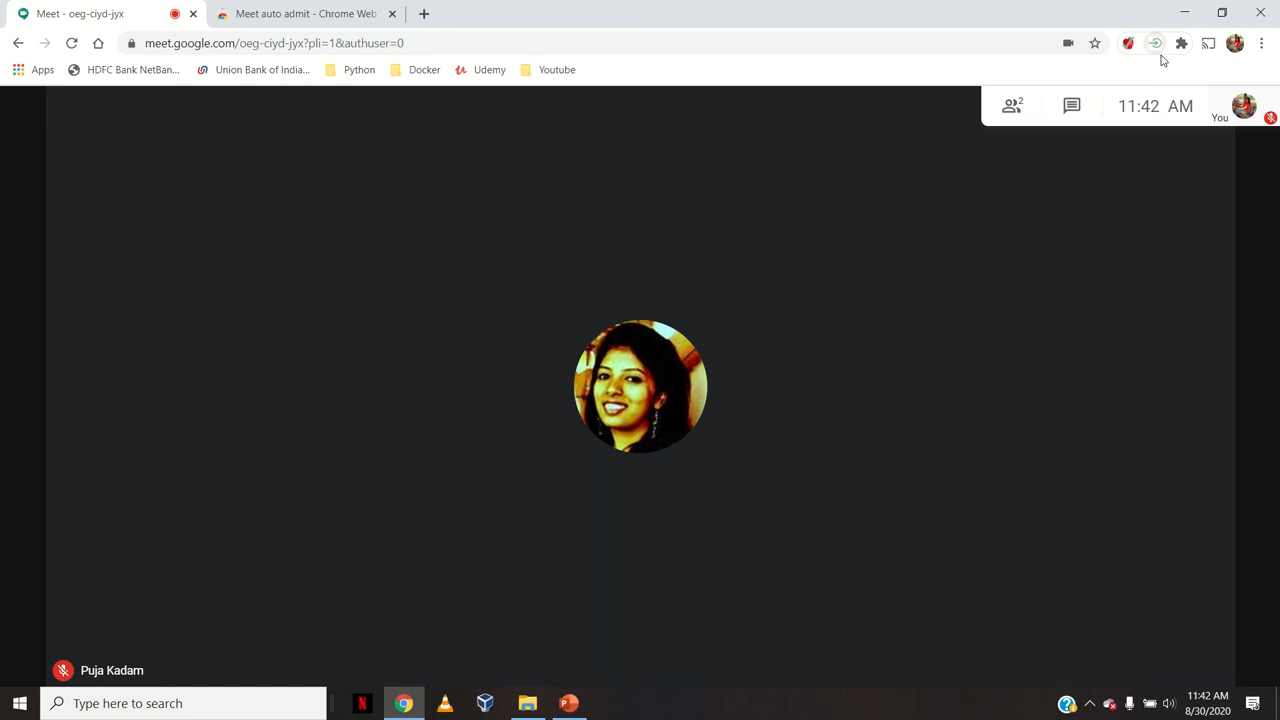 Meet - oeg-ciyd-jyx
Meet auto admit - Chrome Web
meet.google.com/oeg-ciyd-jyx?pli=1&authuser=0
Apps
HDFC Bank NetBan...
Union Bank of India...
Python
Docker
Udemy
Youtube
2
11:42 AM
You
Puja Kadam
Type here to search
11:42 AM
8/30/2020